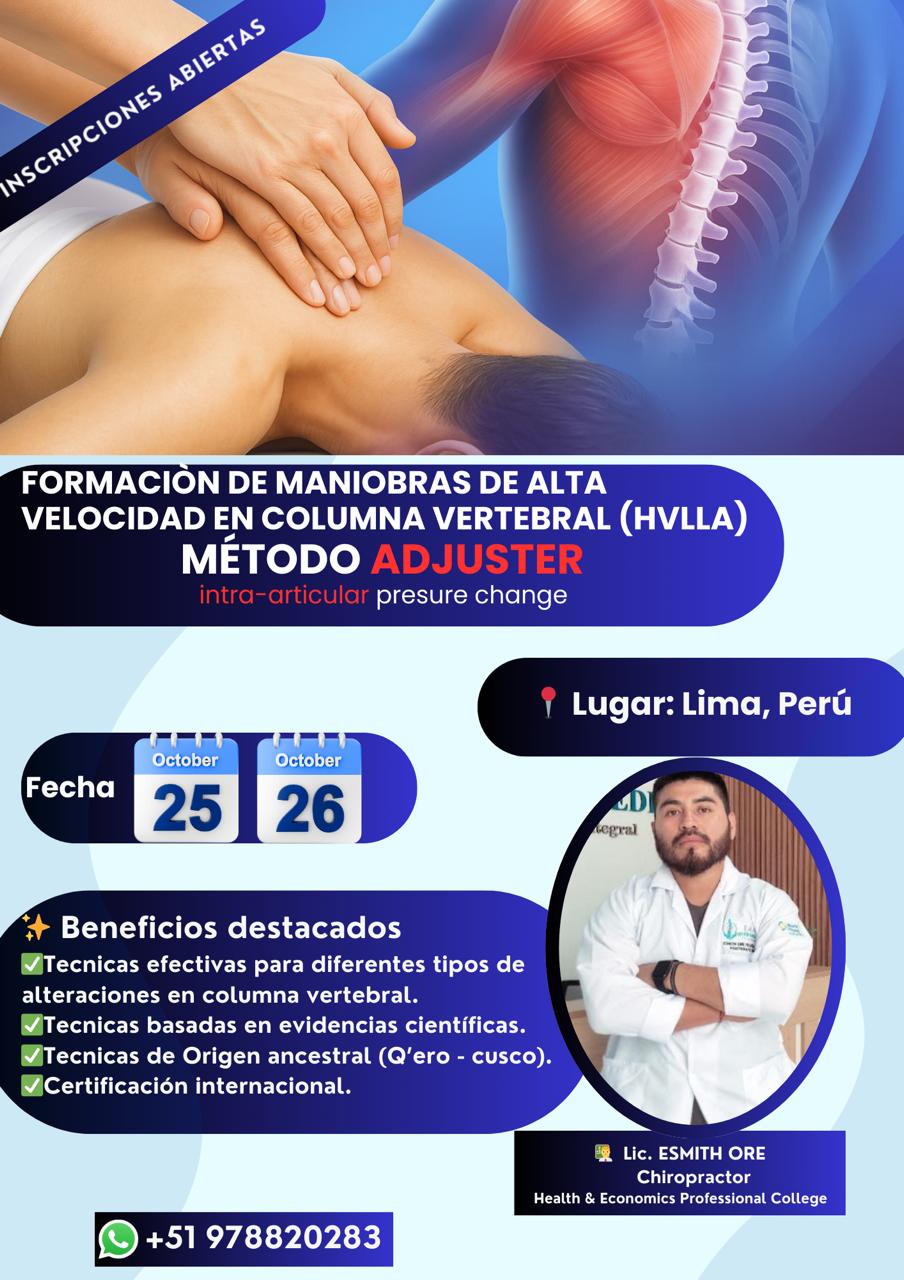 INSCRIPCIONES ABIERTAS
FORMACIÒN DE MANIOBRAS DE ALTA
VELOCIDAD EN COLUMNA VERTEBRAL (HVLLA)
MÉTODO ADJUSTER
intra-articular presure change
Lugar: Lima, Perú
Fecha
October
25
October
26
Beneficios destacados
Tecnicas efectivas para diferentes tipos de
alteraciones en columna vertebral.
Tecnicas basadas en evidencias científicas.
Tecnicas de Origen ancestral (Q'ero - cusco).
Certificación internacional.
Lic. ESMITH ORE
Chiropractor
Health & Economics Professional College
+51 978820283